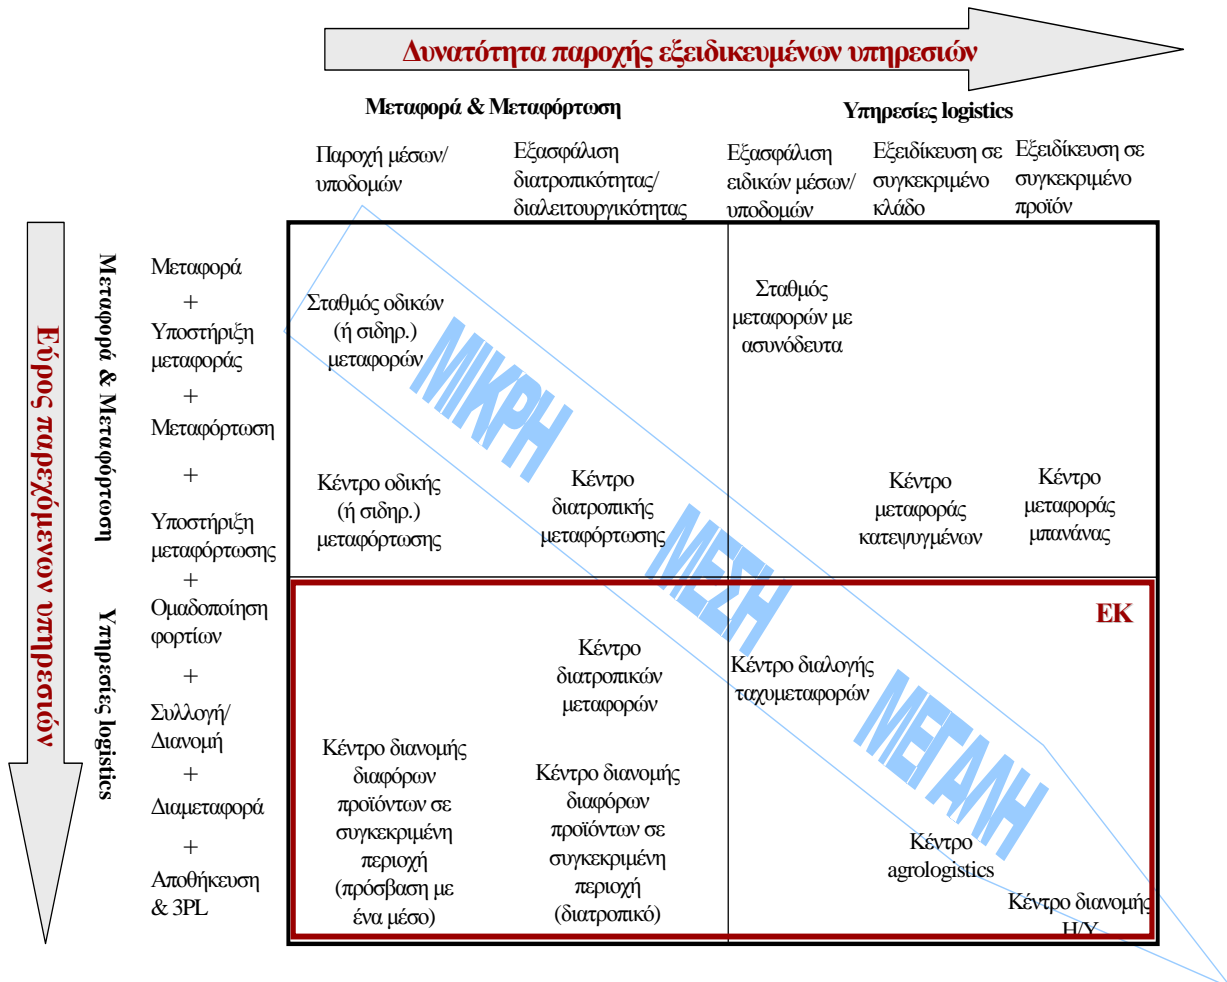 Δυνατότητα παροχής εξειδικευμένων υπηρεσιών
Μεταφορά & Μεταφόρτωση
Υπηρεσίες logistics
Παροχή μέσων/
υποδομών
Εξασφάλιση
διατροπικότητας/
διαλειτουργικότητας
Εξασφάλιση
ειδικών μέσων/
υποδομών
Εξειδίκευση σε
συγκεκριμένο
κλάδο
Εξειδίκευση σε
συγκεκριμένο
προϊόν
Εύρος παρεχόμενων υπηρεσιών
Μεταφορά & Μεταφόρτωση
Υπηρεσίες logistics
Μεταφορά
+
Υποστήριξη
μεταφοράς
+
Μεταφόρτωση
+
Υποστήριξη
μεταφόρτωσης
+
Ομαδοποίηση
φορτίων
+
Συλλογή/
Διανομή
+
Διαμεταφορά
+
Αποθήκευση
& 3PL
Σταθμός οδικών
(ή σιδηρ.)
μεταφορών
Σταθμός
μεταφορών με
ασυνόδευτα
ΜΙΚΡΗ
Κέντρο οδικής
(ή σιδηρ.)
μεταφόρτωσης
Κέντρο
διατροπικής
μεταφόρτωσης
Κέντρο
μεταφοράς
κατεψυγμένων
Κέντρο
μεταφοράς
μπανάνας
ΜΕΣΗ
ΕΚ
Κέντρο
διατροπικών
μεταφορών
Κέντρο διαλογής
ταχυμεταφορών
ΜΕΓΑΛΗ
Κέντρο διανομής
διαφόρων
προϊόντων σε
συγκεκριμένη
περιοχή
(πρόσβαση με
ένα μέσο)
Κέντρο διανομής
διαφόρων
προϊόντων σε
συγκεκριμένη
περιοχή
(διατροπικό)
Κέντρο
agrologistics
Κέντρο διανομής
Η/Υ